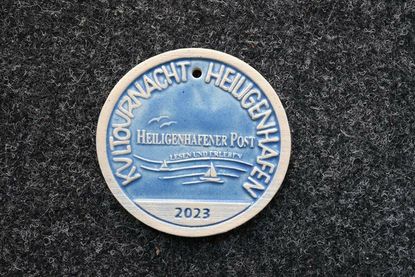 KULTOURNACHT HEILIGENHAFEN
HEILIGENHAFENER POST
LESEN UND ERLEBEN
2023